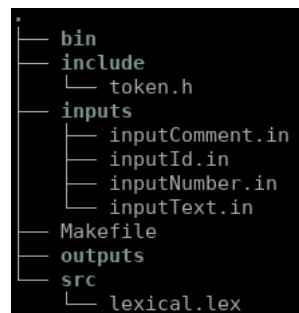 .
├── bin
├── include
│   └── token.h
├── inputs
│   ├── inputComment.in
│   ├── inputId.in
│   ├── inputNumber.in
│   └── inputText.in
├── Makefile
├── outputs
└── src
    └── lexical.lex